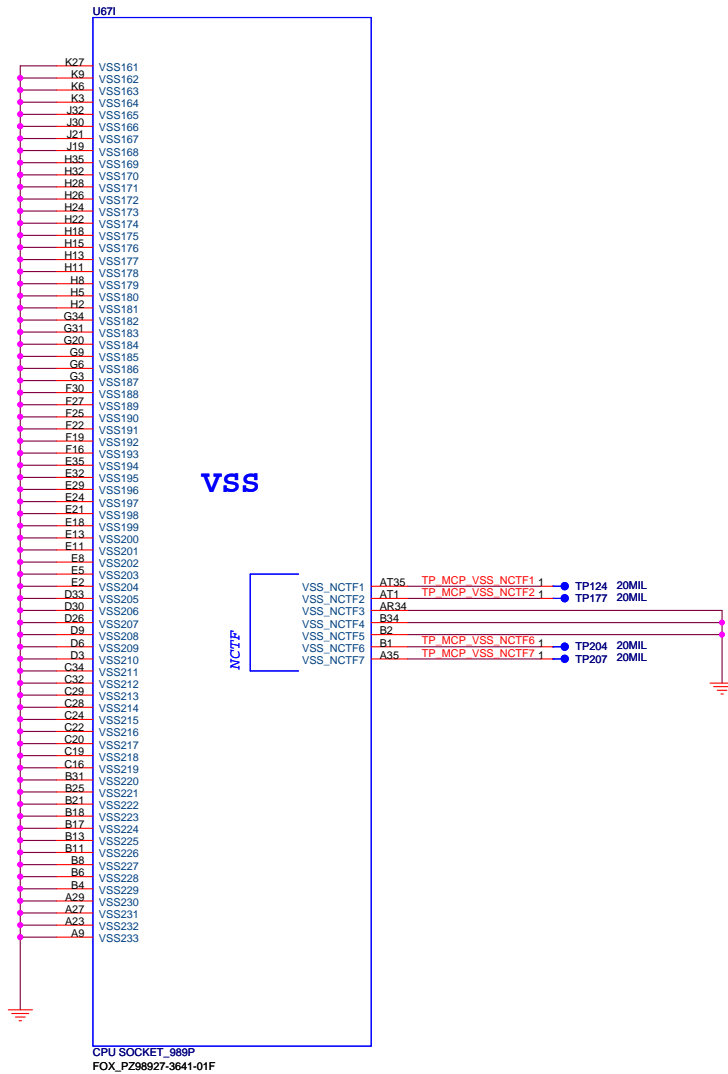 U67I
K27 VSS161
K9 VSS162
K6 VSS163
K3 VSS164
J32 VSS165
J30 VSS166
J21 VSS167
J19 VSS168
H35 VSS169
H32 VSS170
H28 VSS171
H26 VSS172
H24 VSS173
H22 VSS174
H18 VSS175
H15 VSS176
H13 VSS177
H11 VSS178
H8 VSS179
H5 VSS180
H2 VSS181
G34 VSS182
G31 VSS183
G20 VSS184
G9 VSS185
G6 VSS186
G3 VSS187
F30 VSS188
F27 VSS189
F25 VSS190
F22 VSS191
F19 VSS192
F16 VSS193
E35 VSS194
E32 VSS195
E29 VSS196
E24 VSS197
E21 VSS198
E18 VSS199
E13 VSS200
E11 VSS201
E8 VSS202
E5 VSS203
E2 VSS204
D33 VSS205
D30 VSS206
D26 VSS207
D9 VSS208
D6 VSS209
D3 VSS210
C34 VSS211
C32 VSS212
C29 VSS213
C28 VSS214
C24 VSS215
C22 VSS216
C20 VSS217
C19 VSS218
C16 VSS219
B31 VSS220
B25 VSS221
B21 VSS222
B18 VSS223
B17 VSS224
B13 VSS225
B11 VSS226
B8 VSS227
B6 VSS228
B4 VSS229
A29 VSS230
A27 VSS231
A23 VSS232
A9 VSS233
VSS
NCTF
VSS_NCTF1 AT35 TP_MCP_VSS_NCTF1 1 TP124 20MIL
VSS_NCTF2 AT1 TP_MCP_VSS_NCTF2 1 TP177 20MIL
VSS_NCTF3 AR34
VSS_NCTF4 B34
VSS_NCTF5 B2
VSS_NCTF6 B1 TP_MCP_VSS_NCTF6 1 TP204 20MIL
VSS_NCTF7 A35 TP_MCP_VSS_NCTF7 1 TP207 20MIL
CPU SOCKET_989P
FOX_PZ98927-3641-01F